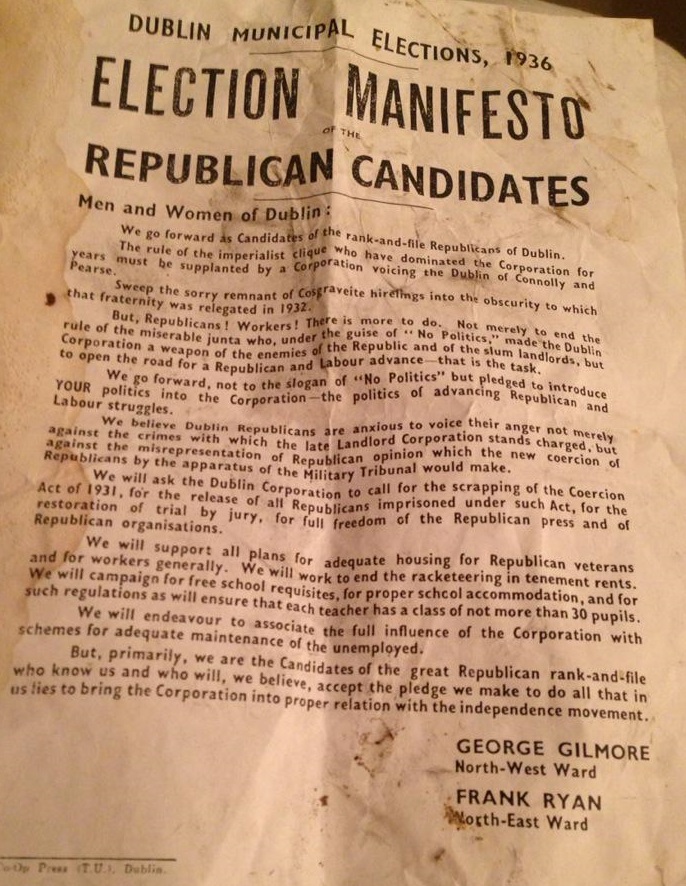 DUBLIN MUNICIPAL ELECTIONS, 1936
ELECTION MANIFESTO
OF THE
REPUBLICAN CANDIDATES
Men and Women of Dublin:
We go forward as Candidates of the rank-and-file Republicans of Dublin.
The rule of the imperialist clique who have dominated the Corporation for
years must be supplanted by a Corporation voicing the Dublin of Connolly and
Pearse.
Sweep the sorry remnant of Cosgraveite hirelings into the obscurity to which
that fraternity was relegated in 1932.
But, Republicans! Workers! There is more to do. Not merely to end the
rule of the miserable junta who, under the guise of "No Politics," made the Dublin
Corporation a weapon of the enemies of the Republic and of the slum landlords, but
to open the road for a Republican and Labour advance—that is the task.
We go forward, not to the slogan of "No Politics" but pledged to introduce
YOUR politics into the Corporation—the politics of advancing Republican and
Labour struggles.
We believe Dublin Republicans are anxious to voice their anger not merely
against the crimes with which the late Landlord Corporation stands charged, but
against the misrepresentation of Republican opinion which the new coercion of
Republicans by the apparatus of the Military Tribunal would make.
We will ask the Dublin Corporation to call for the scrapping of the Coercion
Act of 1931, for the release of all Republicans imprisoned under such Act, for the
restoration of trial by jury, for full freedom of the Republican press and of
Republican organisations.
We will support all plans for adequate housing for Republican veterans
and for workers generally. We will work to end the racketeering in tenement rents.
We will campaign for free school requisites, for proper school accommodation, and for
such regulations as will ensure that each teacher has a class of not more than 30 pupils.
We will endeavour to associate the full influence of the Corporation with
schemes for adequate maintenance of the unemployed.
But, primarily, we are the Candidates of the great Republican rank-and-file
who know us and who will, we believe, accept the pledge we make to do all that in
us lies to bring the Corporation into proper relation with the independence movement.
GEORGE GILMORE
North-West Ward
FRANK RYAN
North-East Ward
Co-Op Press (T.U.), Dublin.